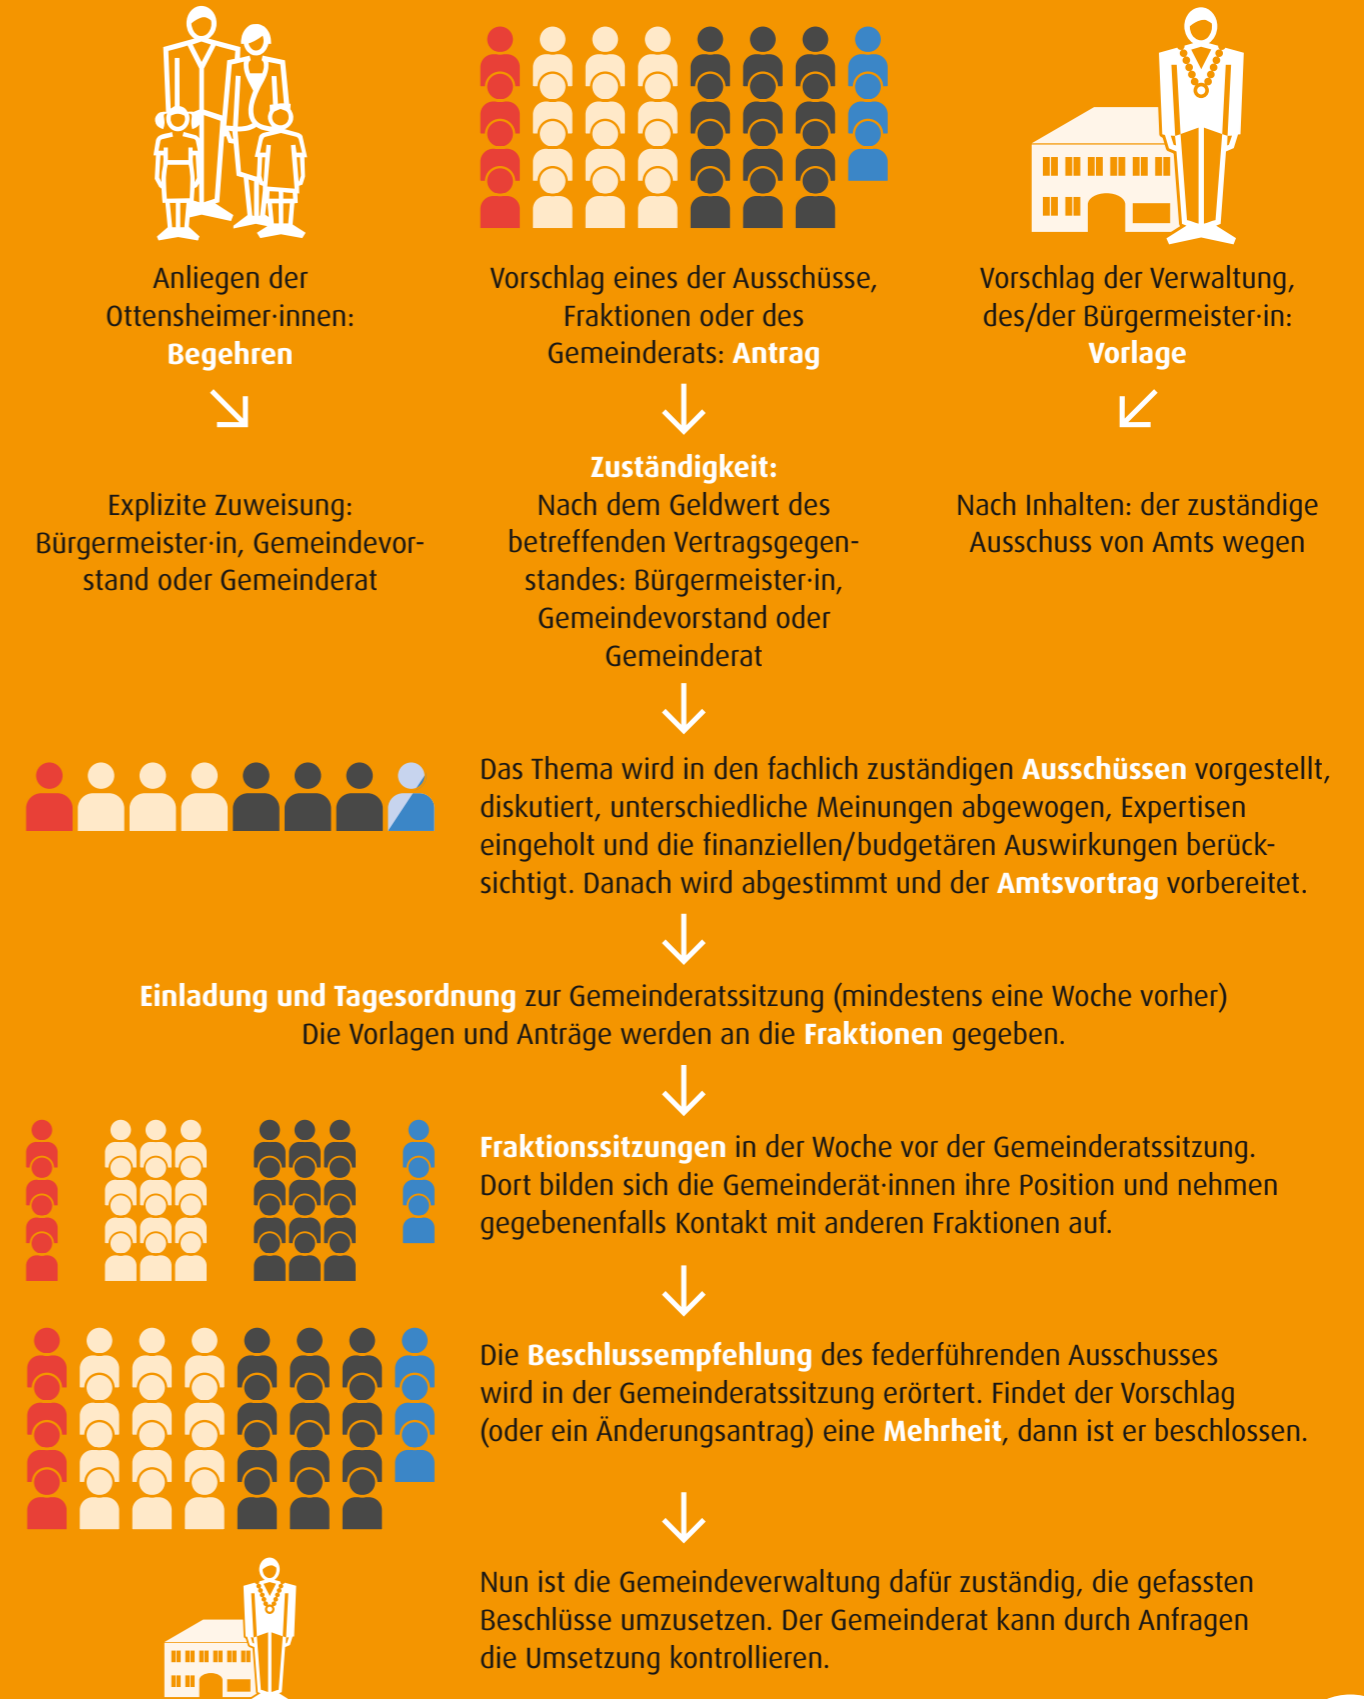 Anliegen der
Ottensheimer·innen:
Begehren
Vorschlag eines der Ausschüsse,
Fraktionen oder des
Gemeinderats: Antrag
Vorschlag der Verwaltung,
des/der Bürgermeister·in:
Vorlage
Explizite Zuweisung:
Bürgermeister·in, Gemeindevor-
stand oder Gemeinderat
Zuständigkeit:
Nach dem Geldwert des
betreffenden Vertragsgegen-
standes: Bürgermeister·in,
Gemeindevorstand oder
Gemeinderat
Nach Inhalten: der zuständige
Ausschuss von Amts wegen
Das Thema wird in den fachlich zuständigen Ausschüssen vorgestellt,
diskutiert, unterschiedliche Meinungen abgewogen, Expertisen
eingeholt und die finanziellen/budgetären Auswirkungen berück-
sichtigt. Danach wird abgestimmt und der Amtsvortrag vorbereitet.
Einladung und Tagesordnung zur Gemeinderatssitzung (mindestens eine Woche vorher)
Die Vorlagen und Anträge werden an die Fraktionen gegeben.
Fraktionssitzungen in der Woche vor der Gemeinderatssitzung.
Dort bilden sich die Gemeinderät·innen ihre Position und nehmen
gegebenenfalls Kontakt mit anderen Fraktionen auf.
Die Beschlussempfehlung des federführenden Ausschusses
wird in der Gemeinderatssitzung erörtert. Findet der Vorschlag
(oder ein Änderungsantrag) eine Mehrheit, dann ist er beschlossen.
Nun ist die Gemeindeverwaltung dafür zuständig, die gefassten
Beschlüsse umzusetzen. Der Gemeinderat kann durch Anfragen
die Umsetzung kontrollieren.